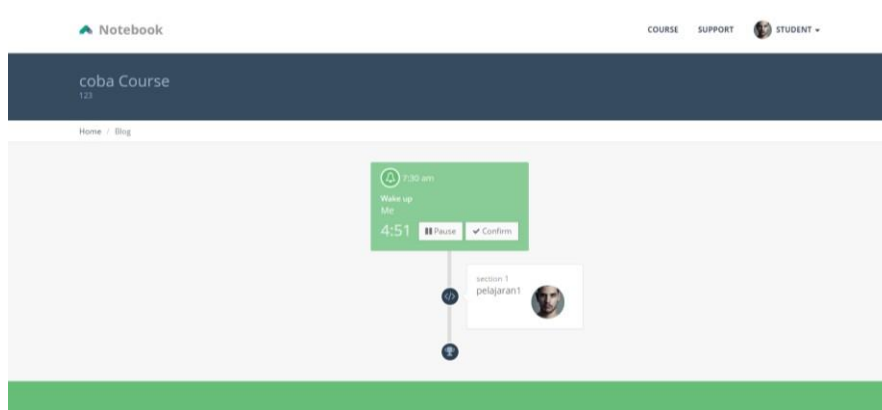 Notebook
COURSE SUPPORT STUDENT
coba Course
123
Home / Blog
7:30 am
Wake up
Me
4:51 Pause Confirm
section 1
pelajaran1